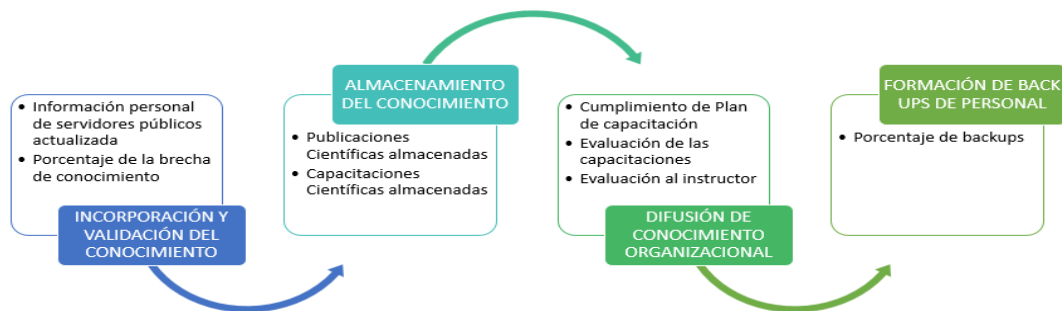 • Información personal
de servidores públicos
actualizada
• Porcentaje de la brecha
de conocimiento
INCORPORACIÓN Y
VALIDACIÓN DEL
CONOCIMIENTO
ALMACENAMIENTO
DEL CONOCIMIENTO
• Publicaciones
Científicas almacenadas
• Capacitaciones
Científicas almacenadas
• Cumplimiento de Plan
de capacitación
• Evaluación de las
capacitaciones
• Evaluación al instructor
DIFUSIÓN DE
CONOCIMIENTO
ORGANIZACIONAL
FORMACIÓN DE BACK
UPS DE PERSONAL
• Porcentaje de backups